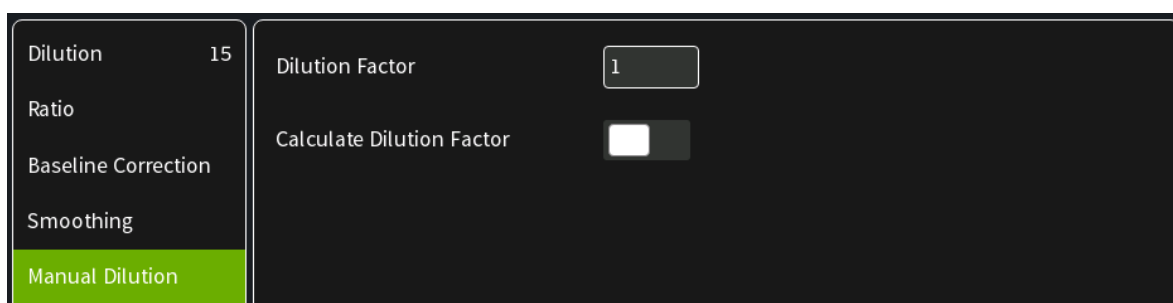 Dilution 15
Ratio
Baseline Correction
Smoothing
Manual Dilution
Dilution Factor 1
Calculate Dilution Factor